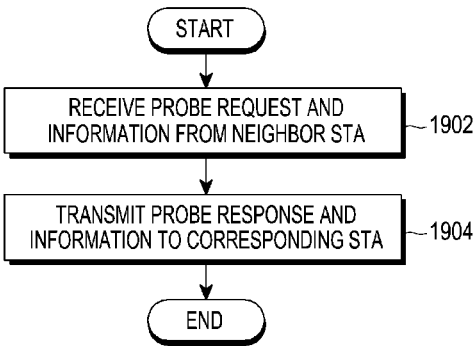 START
RECEIVE PROBE REQUEST AND
INFORMATION FROM NEIGHBOR STA
1902
TRANSMIT PROBE RESPONSE AND
INFORMATION TO CORRESPONDING STA
1904
END